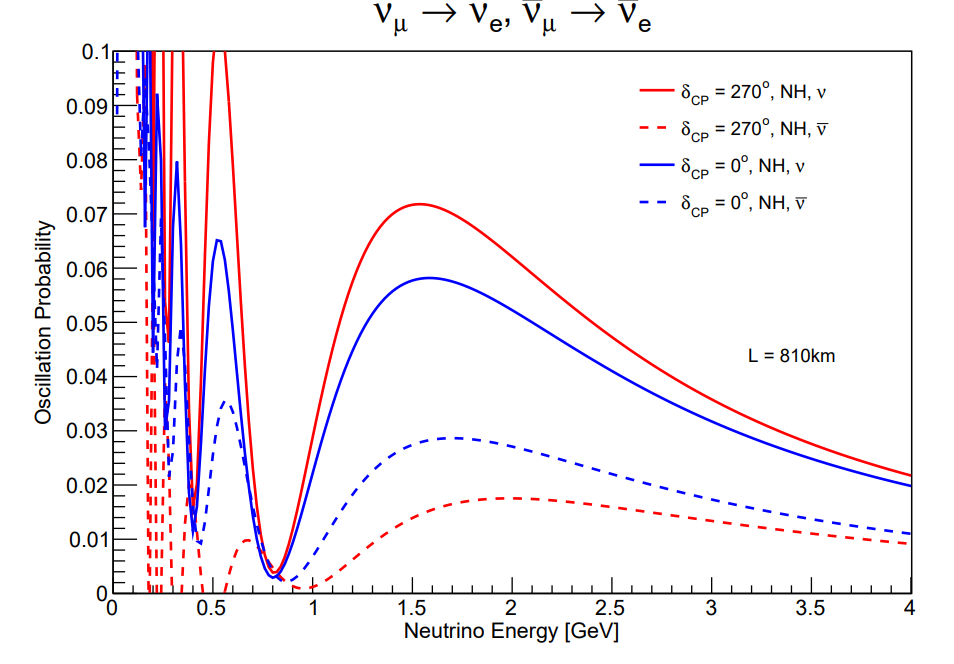 ν_μ → ν_e, ν̄_μ → ν̄_e
0.1
0.09
0.08
0.07
0.06
0.05
0.04
0.03
0.02
0.01
0
Oscillation Probability
δ_CP = 270°, NH, ν
δ_CP = 270°, NH, ν̄
δ_CP = 0°, NH, ν
δ_CP = 0°, NH, ν̄
L = 810km
0 0.5 1 1.5 2 2.5 3 3.5 4
Neutrino Energy [GeV]